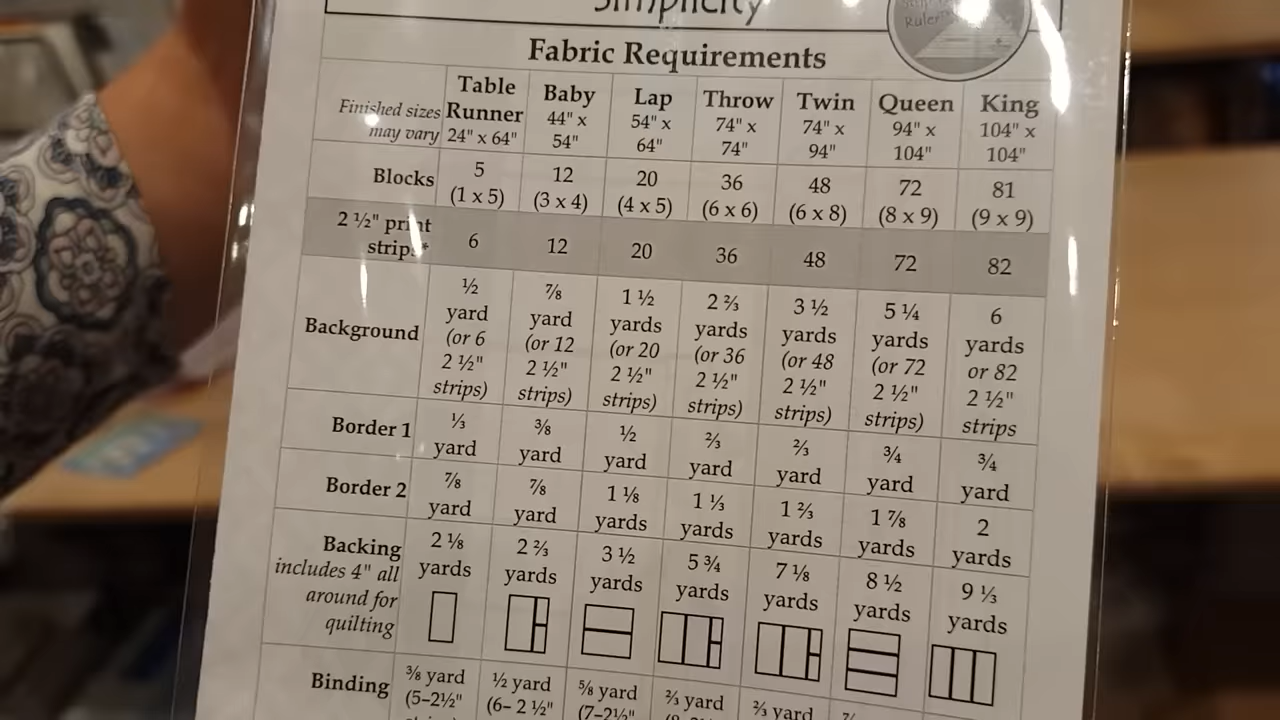 Simplicity
Ruler
Fabric Requirements
Finished sizes may vary | Table Runner 24" x 64" | Baby 44" x 54" | Lap 54" x 64" | Throw 74" x 74" | Twin 74" x 94" | Queen 94" x 104" | King 104" x 104"
Blocks | 5 (1 x 5) | 12 (3 x 4) | 20 (4 x 5) | 36 (6 x 6) | 48 (6 x 8) | 72 (8 x 9) | 81 (9 x 9)
2 ½" print strips* | 6 | 12 | 20 | 36 | 48 | 72 | 82
Background | ½ yard (or 6 2 ½" strips) | ⅞ yard (or 12 2 ½" strips) | 1 ½ yards (or 20 2 ½" strips) | 2 ⅔ yards (or 36 2 ½" strips) | 3 ½ yards (or 48 2 ½" strips) | 5 ¼ yards (or 72 2 ½" strips) | 6 yards or 82 2 ½" strips
Border 1 | ⅓ yard | ⅜ yard | ½ yard | ⅔ yard | ⅔ yard | ¾ yard | ¾ yard
Border 2 | ⅞ yard | ⅞ yard | 1 ⅛ yards | 1 ⅓ yards | 1 ⅔ yards | 1 ⅞ yards | 2 yards
Backing includes 4" all around for quilting | 2 ⅛ yards | 2 ⅔ yards | 3 ½ yards | 5 ¾ yards | 7 ⅛ yards | 8 ½ yards | 9 ⅓ yards
Binding | ⅜ yard (5–2½" | ½ yard (6– 2 ½" | ⅝ yard (7–2½" | ⅔ yard | ⅔ yard